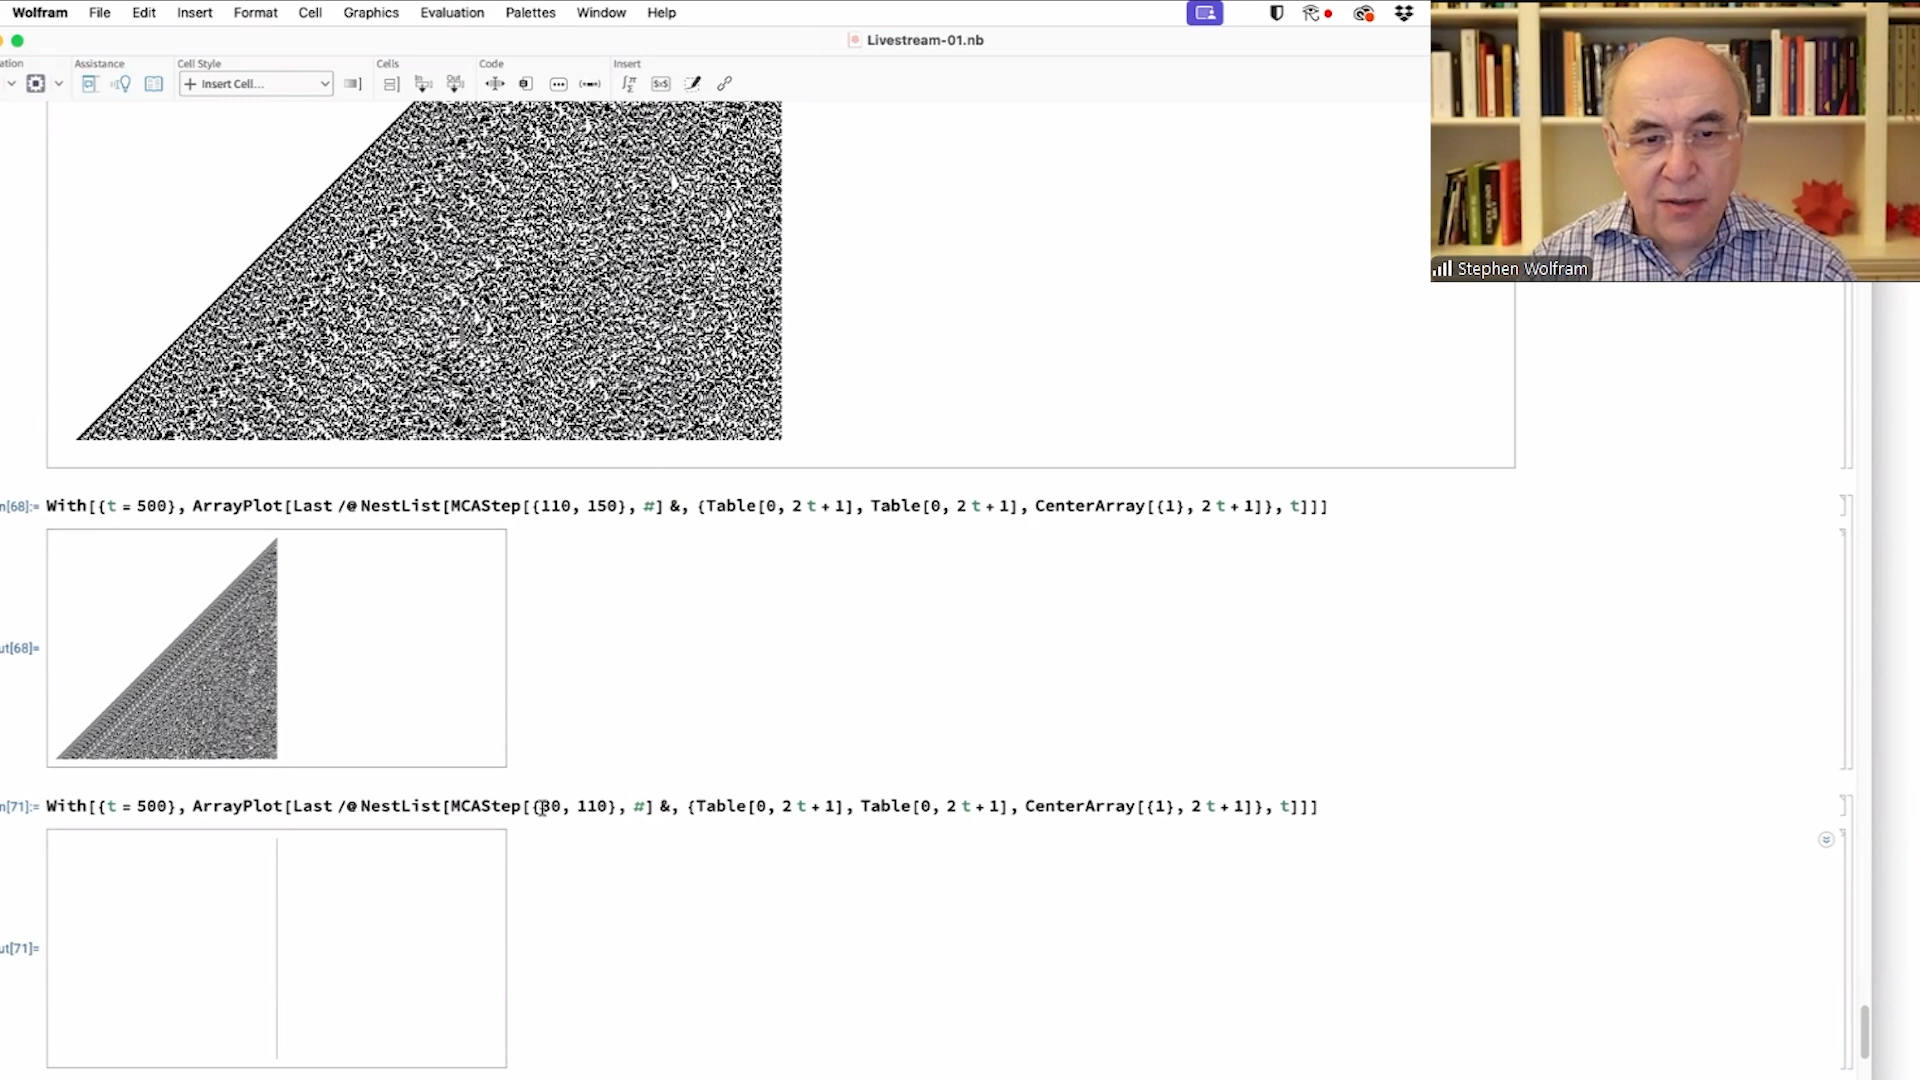 Wolfram File Edit Insert Format Cell Graphics Evaluation Palettes Window Help
Livestream-01.nb
ation Assistance Cell Style Cells Code Insert
Insert Cell...
Stephen Wolfram
n[68]:= With[{t = 500}, ArrayPlot[Last /@ NestList[MCAStep[{110, 150}, #] &, {Table[0, 2 t + 1], Table[0, 2 t + 1], CenterArray[{1}, 2 t + 1]}, t]]]
ut[68]=
n[71]:= With[{t = 500}, ArrayPlot[Last /@ NestList[MCAStep[{30, 110}, #] &, {Table[0, 2 t + 1], Table[0, 2 t + 1], CenterArray[{1}, 2 t + 1]}, t]]]
ut[71]=